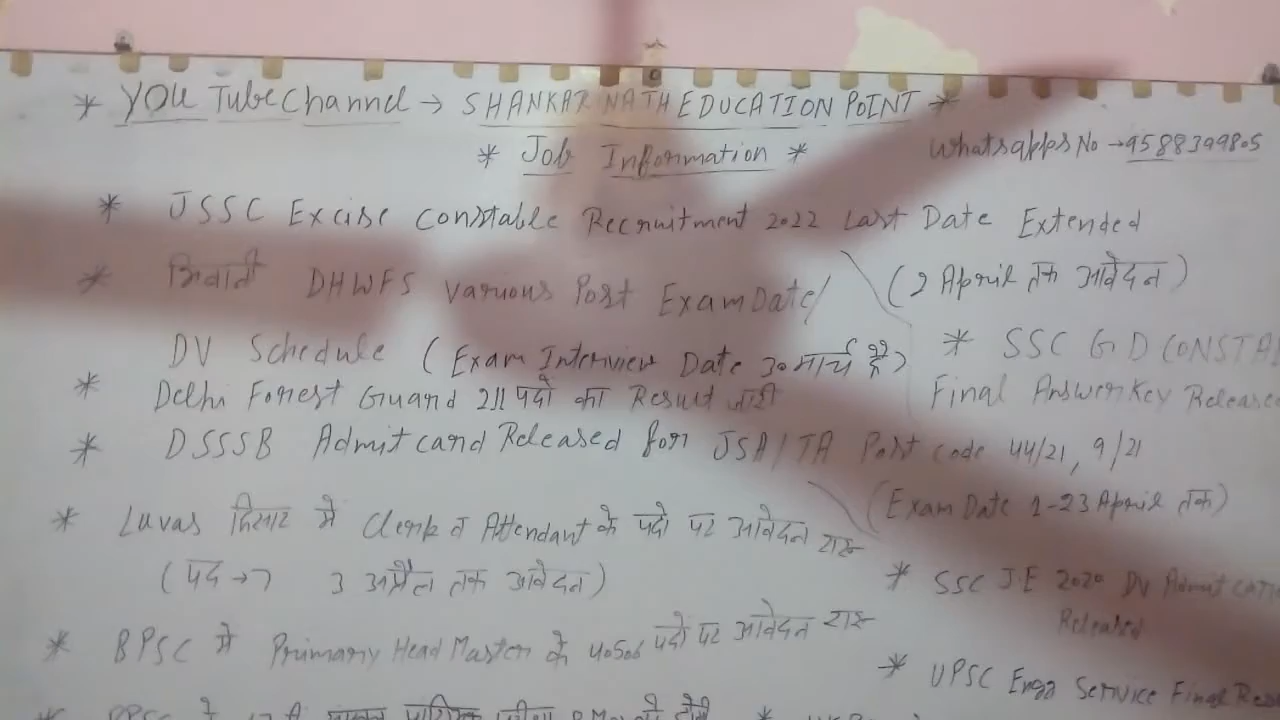 * YOU Tube Channel → SHANKAR NATH EDUCATION POINT *
* Job Information *
Whatsapps No → 9588399805
* JSSC Excise Constable Recruitment 2022 Last Date Extended
(2 April तक आवेदन)
* भिवानी DHWFS Various Post Exam Date/
DV Schedule (Exam Interview Date 30 मार्च है)
* SSC GD CONSTA
Final Answer Key Release
* Delhi Forest Guard 211 पदों का Result जारी
* DSSSB Admit card Released for JSA/TA Post code 44/21, 9/21
(Exam Date 1-23 April तक)
* Luvas हिसार में Clerk व Attendant के पदों पर आवेदन शुरू
(पद → 7 3 अप्रैल तक आवेदन)
* SSC JE 2020 DV Admit
Released
* BPSC में Primary Head Master के 40506 पदों पर आवेदन शुरू
* UPSC Engg Service Final Res